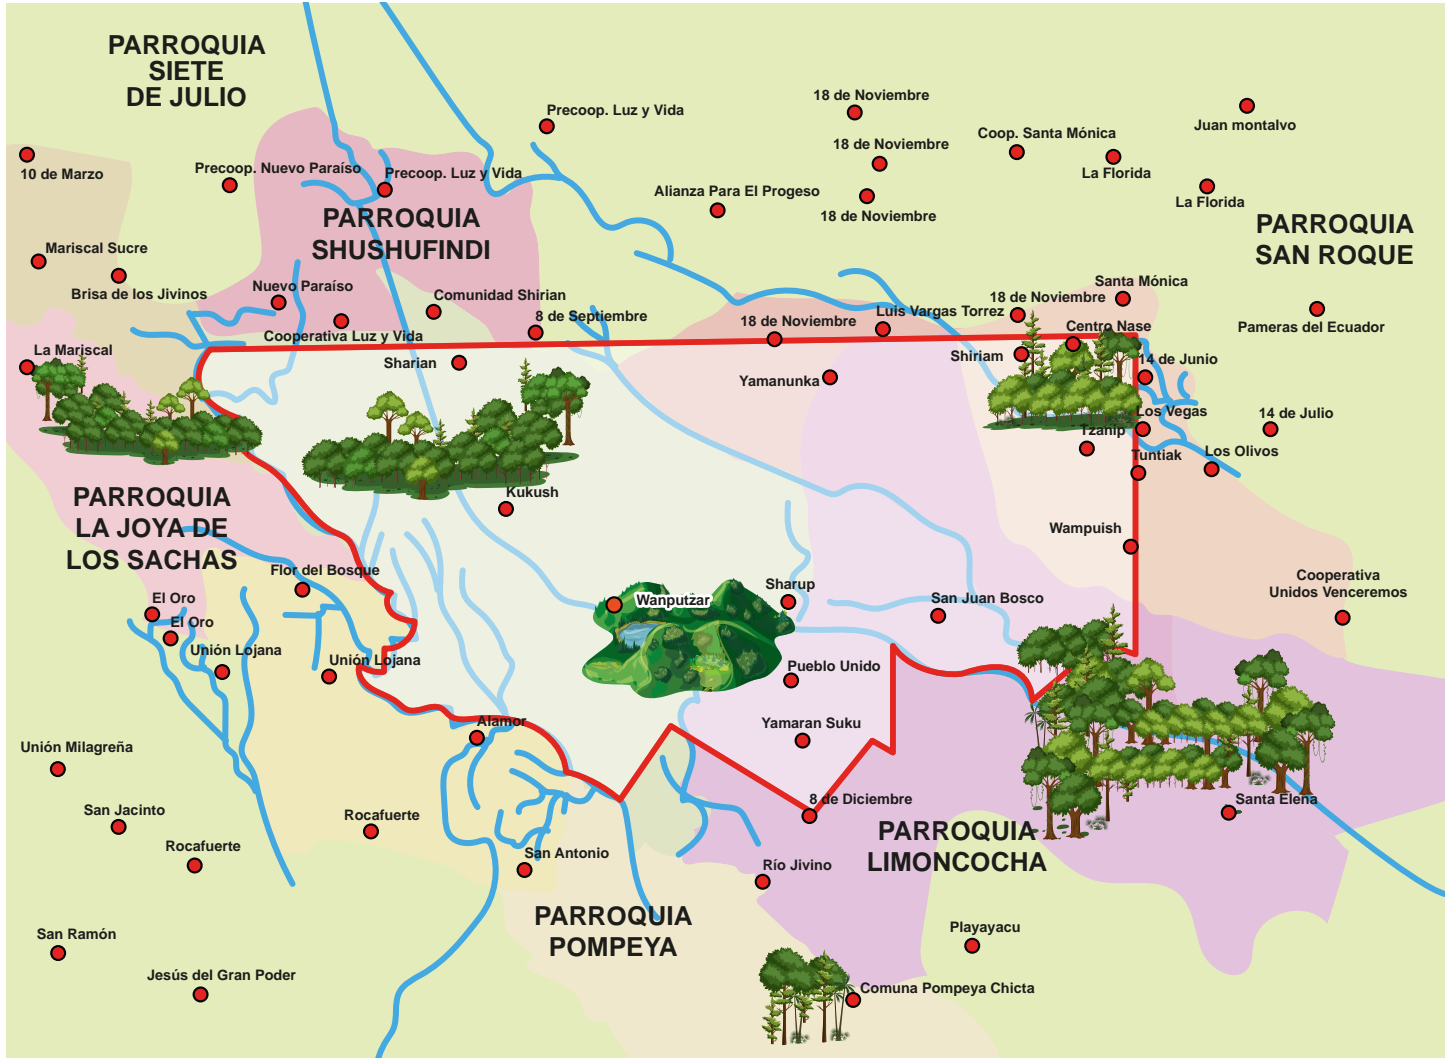 PARROQUIA
SIETE
DE JULIO
Precoop. Luz y Vida
18 de Noviembre
Juan montalvo
Coop. Santa Mónica
18 de Noviembre
La Florida
10 de Marzo
Precoop. Nuevo Paraíso
Precoop. Luz y Vida
Alianza Para El Progeso
La Florida
18 de Noviembre
PARROQUIA
SHUSHUFINDI
PARROQUIA
SAN ROQUE
Mariscal Sucre
Brisa de los Jivinos
Nuevo Paraíso
Comunidad Shirian
Santa Mónica
18 de Noviembre
8 de Septiembre
Luis Vargas Torrez
18 de Noviembre
Centro Nase
Pameras del Ecuador
Cooperativa Luz y Vida
La Mariscal
Sharian
Shiriam
14 de Junio
Yamanunka
Los Vegas
14 de Julio
Tzanip
Los Olivos
Tuntiak
Kukush
PARROQUIA
LA JOYA DE
LOS SACHAS
Wampuish
Flor del Bosque
Cooperativa
Unidos Venceremos
Sharup
El Oro
Wanputzar
San Juan Bosco
El Oro
Unión Lojana
Unión Lojana
Pueblo Unido
Alamor
Yamaran Suku
Unión Milagreña
8 de Diciembre
Santa Elena
San Jacinto
Rocafuerte
PARROQUIA
LIMONCOCHA
Rocafuerte
San Antonio
Río Jivino
PARROQUIA
POMPEYA
Playayacu
San Ramón
Jesús del Gran Poder
Comuna Pompeya Chicta